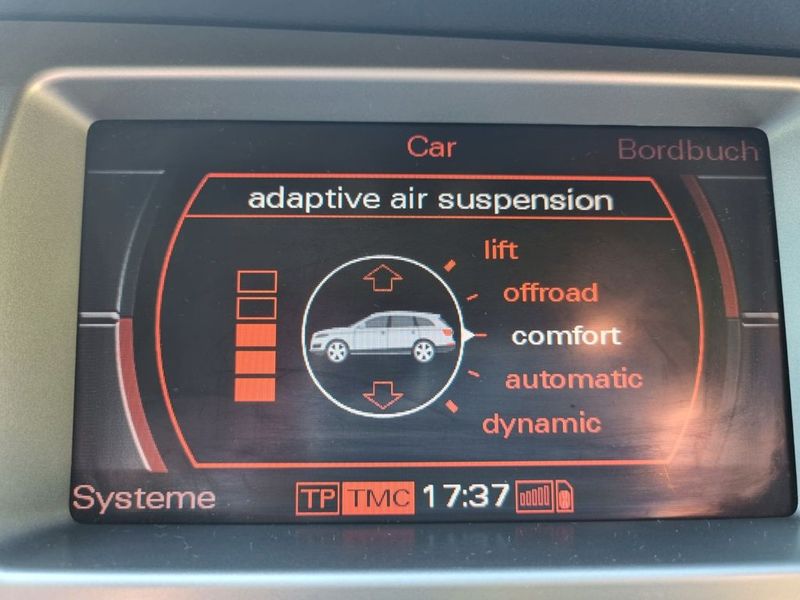 Car
Bordbuch
adaptive air suspension
lift
offroad
comfort
automatic
dynamic
Systeme
TP TMC 17:37